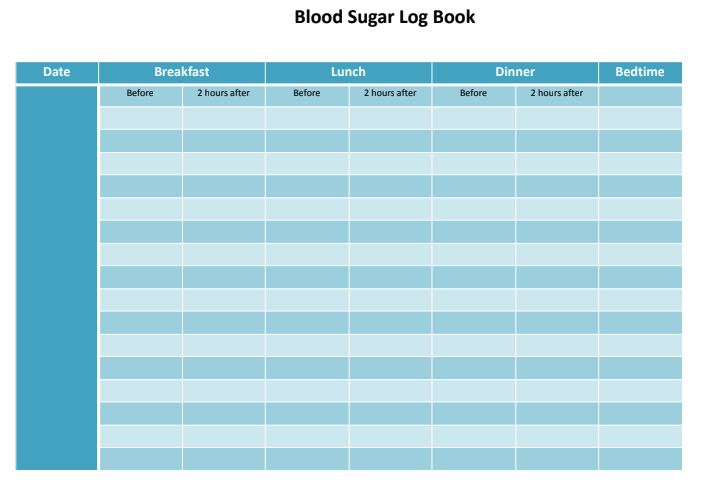 Blood Sugar Log Book
Date Breakfast Lunch Dinner Bedtime
Before 2 hours after Before 2 hours after Before 2 hours after